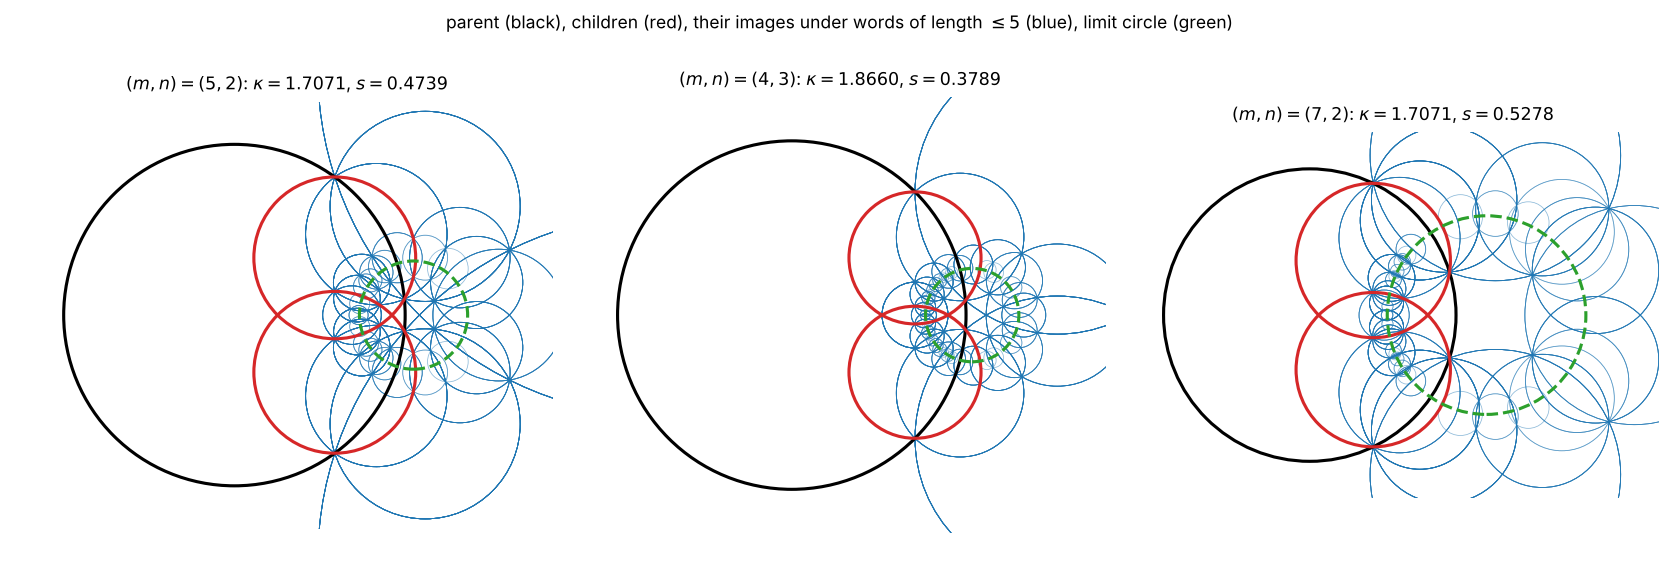 parent (black), children (red), their images under words of length ≤ 5 (blue), limit circle (green)
(m, n) = (5, 2): κ = 1.7071, s = 0.4739
(m, n) = (4, 3): κ = 1.8660, s = 0.3789
(m, n) = (7, 2): κ = 1.7071, s = 0.5278